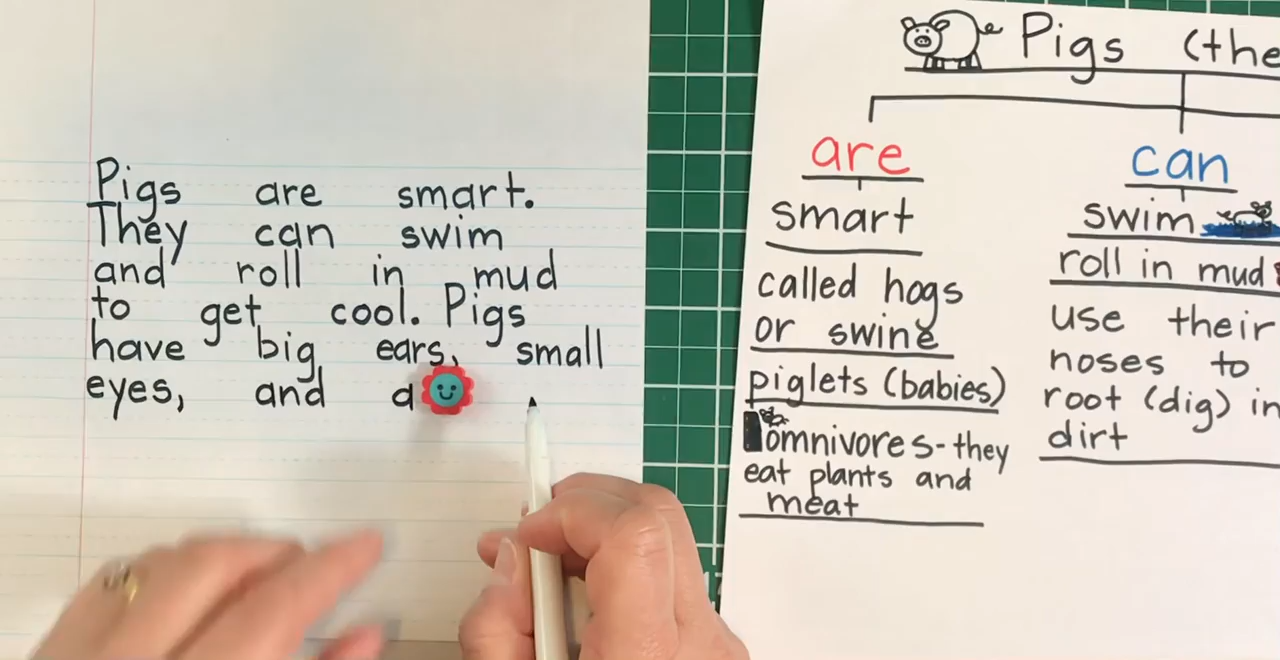 Pigs are smart.
They can swim
and roll in mud
to get cool. Pigs
have big ears, small
eyes, and a
Pigs (the
are
smart
called hogs
or swine
piglets (babies)
omnivores-they
eat plants and
meat
can
swim
roll in mud
use their
noses to
root (dig) in
dirt